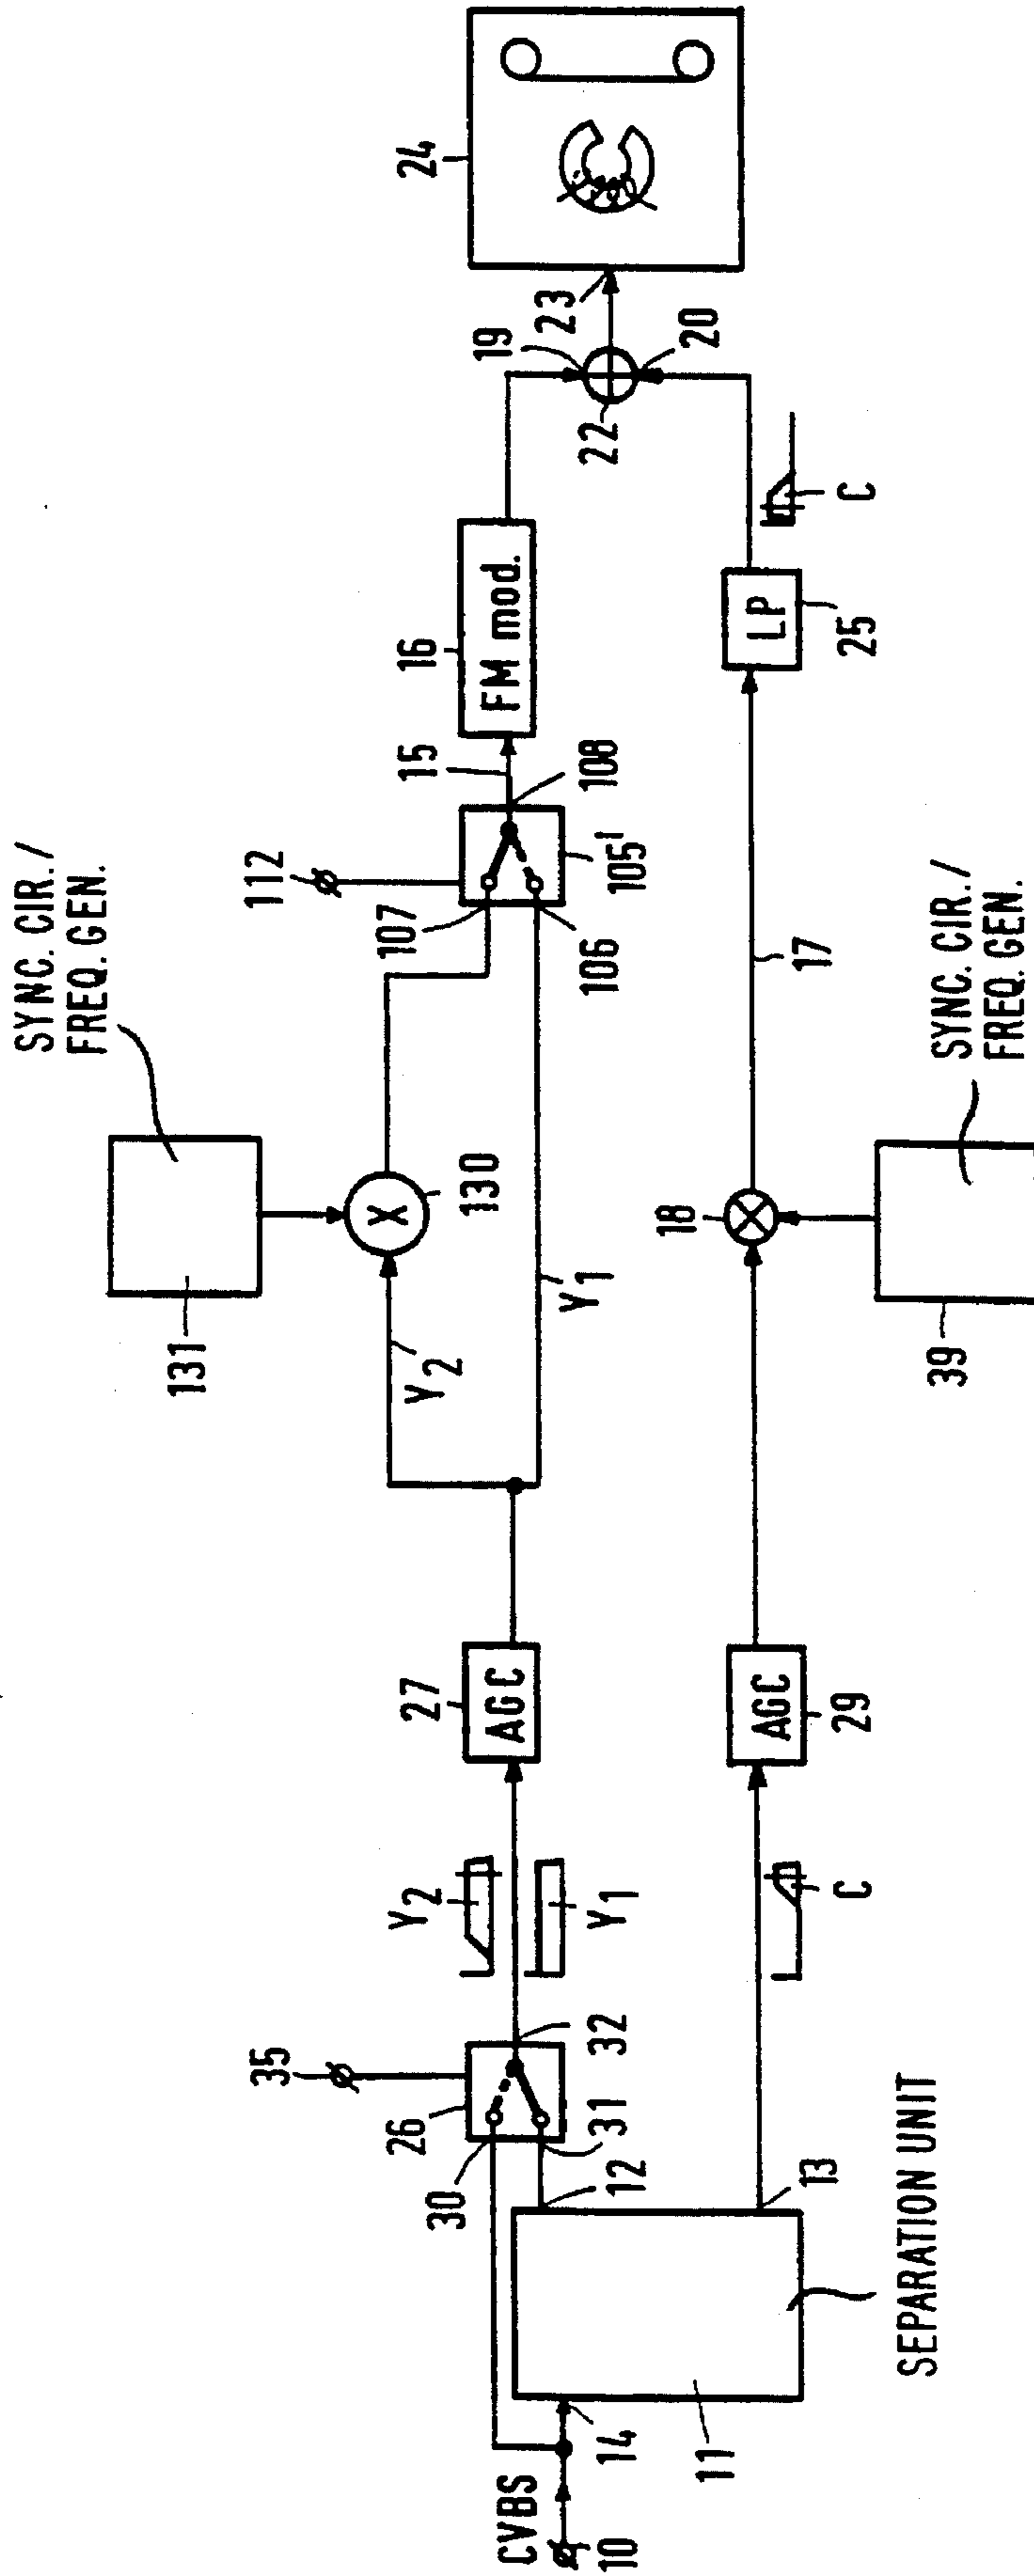 CVBS
10
14
11
SEPARATION UNIT
12
13
30
31
26
32
35
Y2
Y1
C
27
AGC
AGC
29
Y2
Y1
131
SYNC. CIR./
FREQ. GEN.
X
130
18
39
SYNC. CIR./
FREQ. GEN.
17
112
107
106
105'
108
15
16
FM mod.
LP
25
C
19
20
22
23
24